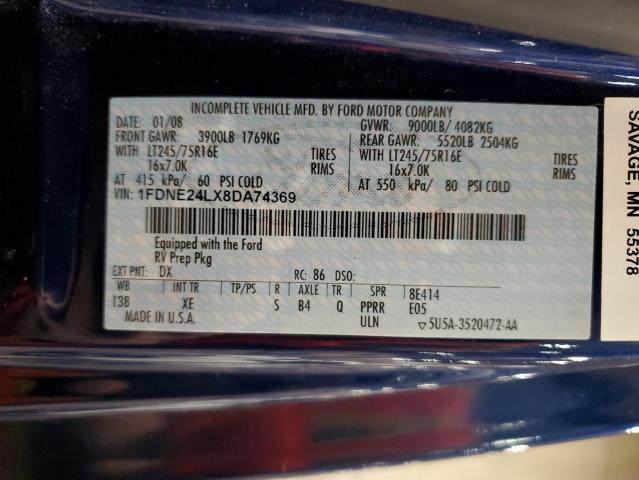 INCOMPLETE VEHICLE MFD. BY FORD MOTOR COMPANY
DATE: 01/08 GVWR: 9000LB/ 4082KG
FRONT GAWR: 3900LB 1769KG REAR GAWR: 5520LB 2504KG
WITH LT245/75R16E TIRES WITH LT245/75R16E TIRES
16x7.0K RIMS 16x7.0K RIMS
AT 415 kPa/ 60 PSI COLD AT 550 kPa/ 80 PSI COLD
VIN: 1FDNE24LX8DA74369
Equipped with the Ford
RV Prep Pkg
EXT PNT: DX RC: 86 DSO:
WB INT TR TP/PS R AXLE TR SPR 8E414
138 XE S B4 Q PPRR E05
MADE IN U.S.A. ULN ▽5U5A-3520472-AA
SAVAGE, MN 55378